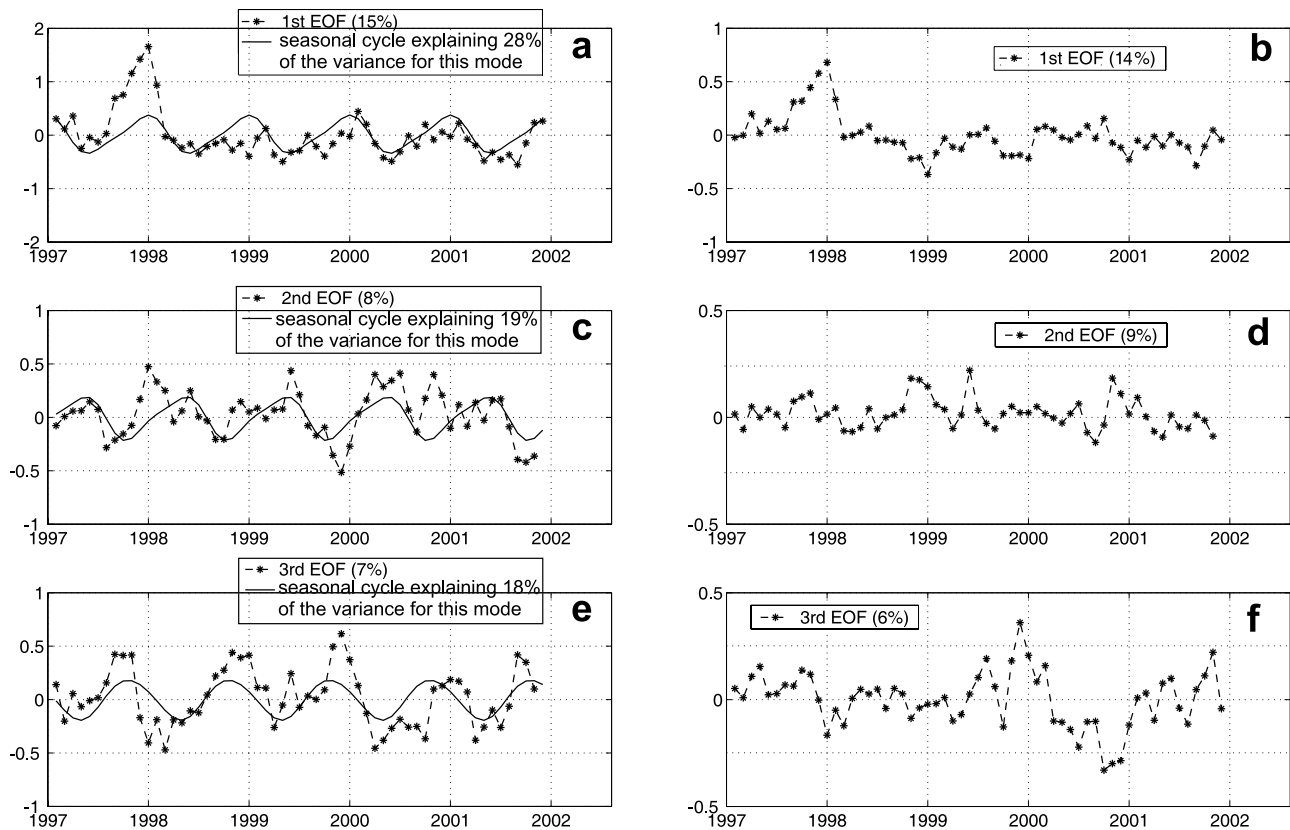 1st EOF (15%)
seasonal cycle explaining 28%
of the variance for this mode
a
2
1
0
-1
-2
1997 1998 1999 2000 2001 2002
1st EOF (14%)
b
1
0.5
0
-0.5
-1
1997 1998 1999 2000 2001 2002
2nd EOF (8%)
seasonal cycle explaining 19%
of the variance for this mode
c
1
0.5
0
-0.5
-1
1997 1998 1999 2000 2001 2002
2nd EOF (9%)
d
0.5
0
-0.5
1997 1998 1999 2000 2001 2002
3rd EOF (7%)
seasonal cycle explaining 18%
of the variance for this mode
e
1
0.5
0
-0.5
-1
1997 1998 1999 2000 2001 2002
3rd EOF (6%)
f
0.5
0
-0.5
1997 1998 1999 2000 2001 2002